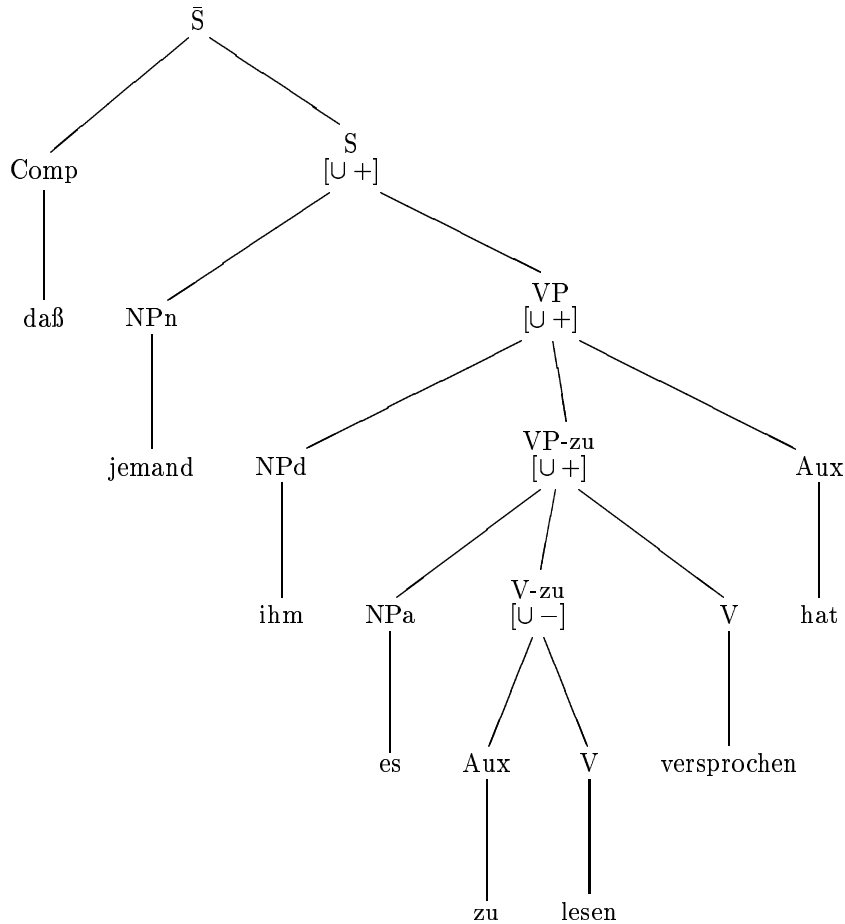 S̄
S
Comp [∪ +]
VP
daß NPn [∪ +]
VP-zu
jemand NPd [∪ +] Aux
V-zu
ihm NPa [∪ −] V hat
es Aux V versprochen
zu lesen